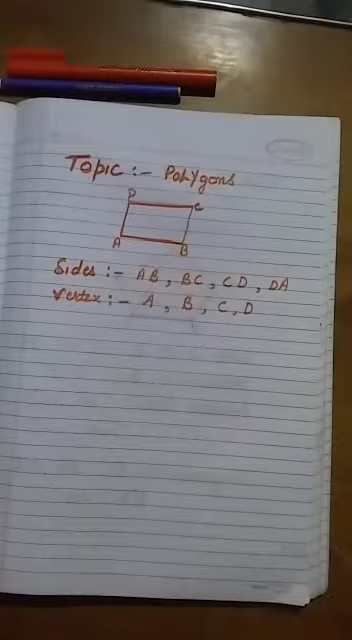 Topic :- Polygons
D C
A B
Sides :- AB, BC, CD, DA
Vertex :- A, B, C, D